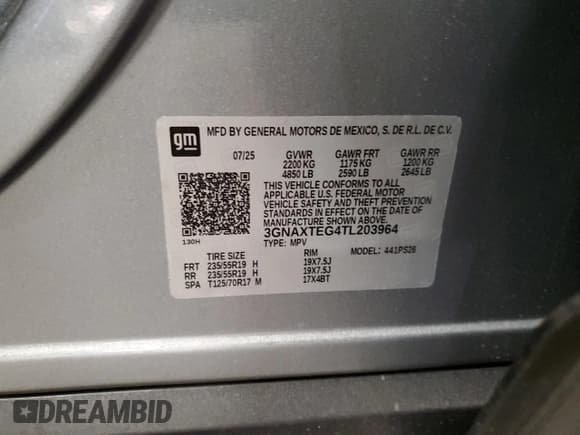 gm
MFD BY GENERAL MOTORS DE MEXICO, S. DE R.L. DE C.V.
07/25 GVWR GAWR FRT GAWR RR
2200 KG 1175 KG 1200 KG
4850 LB 2590 LB 2645 LB
THIS VEHICLE CONFORMS TO ALL
APPLICABLE U.S. FEDERAL MOTOR
VEHICLE SAFETY AND THEFT PREVENTION
STANDARDS IN EFFECT ON THE DATE OF
MANUFACTURE SHOWN ABOVE.
3GNAXTEG4TL203964
130H TYPE: MPV MODEL: 441PS26
TIRE SIZE RIM
FRT 235/55R19 H 19X7.5J
RR 235/55R19 H 19X7.5J
SPA T125/70R17 M 17X4BT
DREAMBID